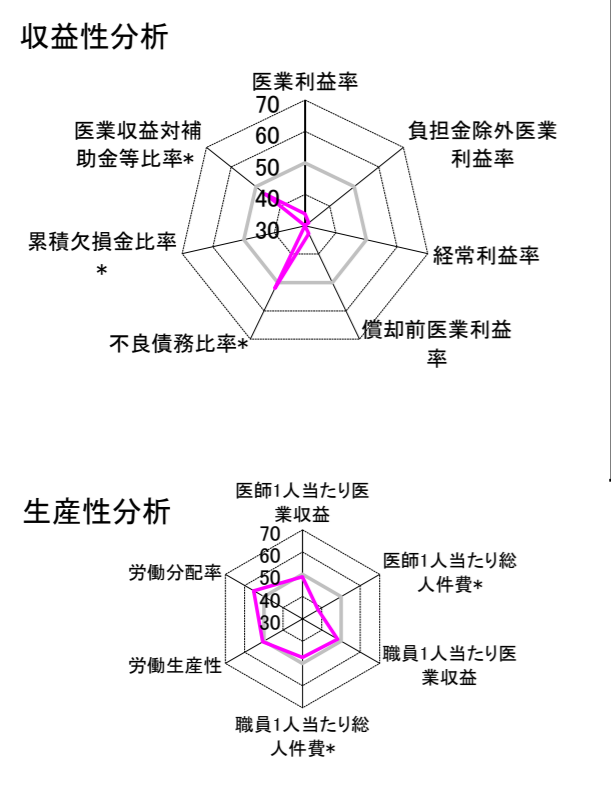 収益性分析
医業利益率
70
60
50
40
30
負担金除外医業
利益率
経常利益率
償却前医業利益
率
不良債務比率*
累積欠損金比率
*
医業収益対補
助金等比率*
生産性分析
医師1人当たり医
業収益
70
60
50
40
30
医師1人当たり総
人件費*
職員1人当たり医
業収益
職員1人当たり総
人件費*
労働生産性
労働分配率